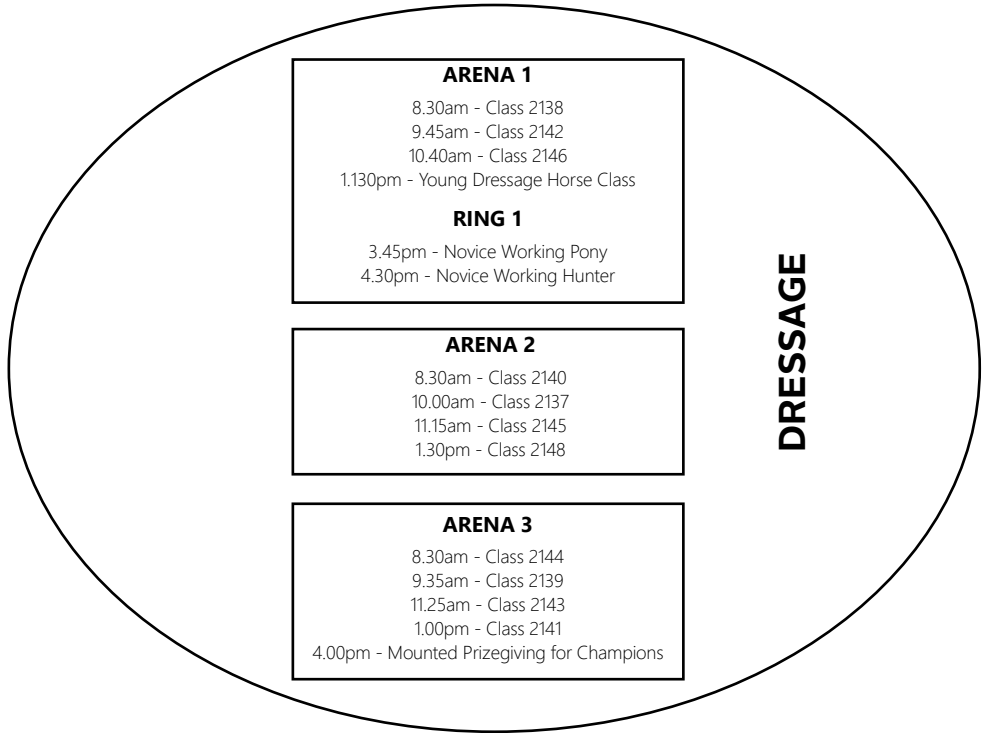 ARENA 1
8.30am - Class 2138
9.45am - Class 2142
10.40am - Class 2146
1.130pm - Young Dressage Horse Class
RING 1
3.45pm - Novice Working Pony
4.30pm - Novice Working Hunter
ARENA 2
8.30am - Class 2140
10.00am - Class 2137
11.15am - Class 2145
1.30pm - Class 2148
ARENA 3
8.30am - Class 2144
9.35am - Class 2139
11.25am - Class 2143
1.00pm - Class 2141
4.00pm - Mounted Prizegiving for Champions
DRESSAGE